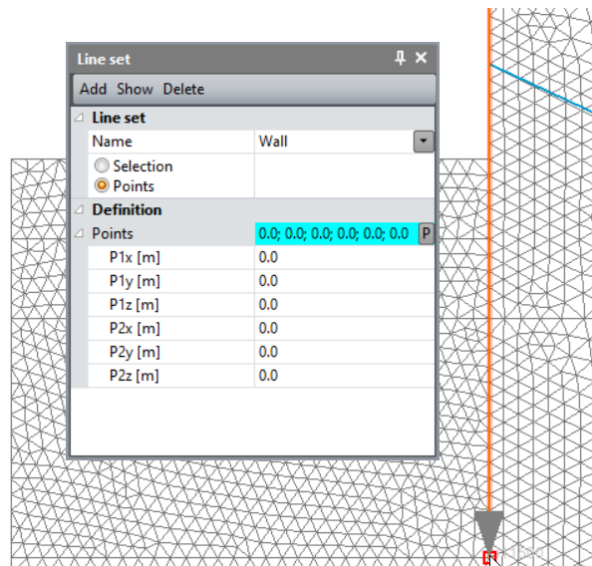 Line set
Add Show Delete
Line set
Name Wall
Selection
Points
Definition
Points 0.0; 0.0; 0.0; 0.0; 0.0; 0.0 P
P1x [m] 0.0
P1y [m] 0.0
P1z [m] 0.0
P2x [m] 0.0
P2y [m] 0.0
P2z [m] 0.0